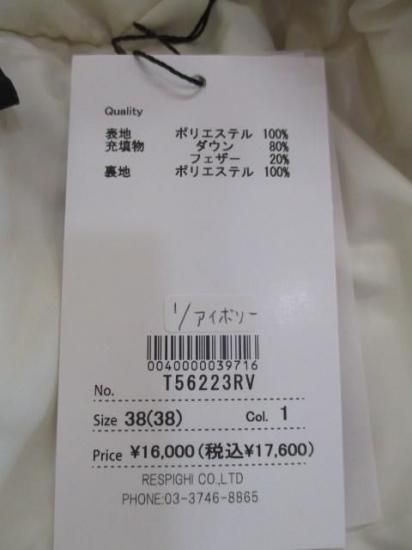 Quality
表地 ポリエステル 100%
充填物 ダウン 80%
フェザー 20%
裏地 ポリエステル 100%
1/アイボリー
0040000039716
No. T56223RV
Size 38(38) Col. 1
Price ¥16,000(税込¥17,600)
RESPIGHI CO.,LTD
PHONE:03-3746-8865